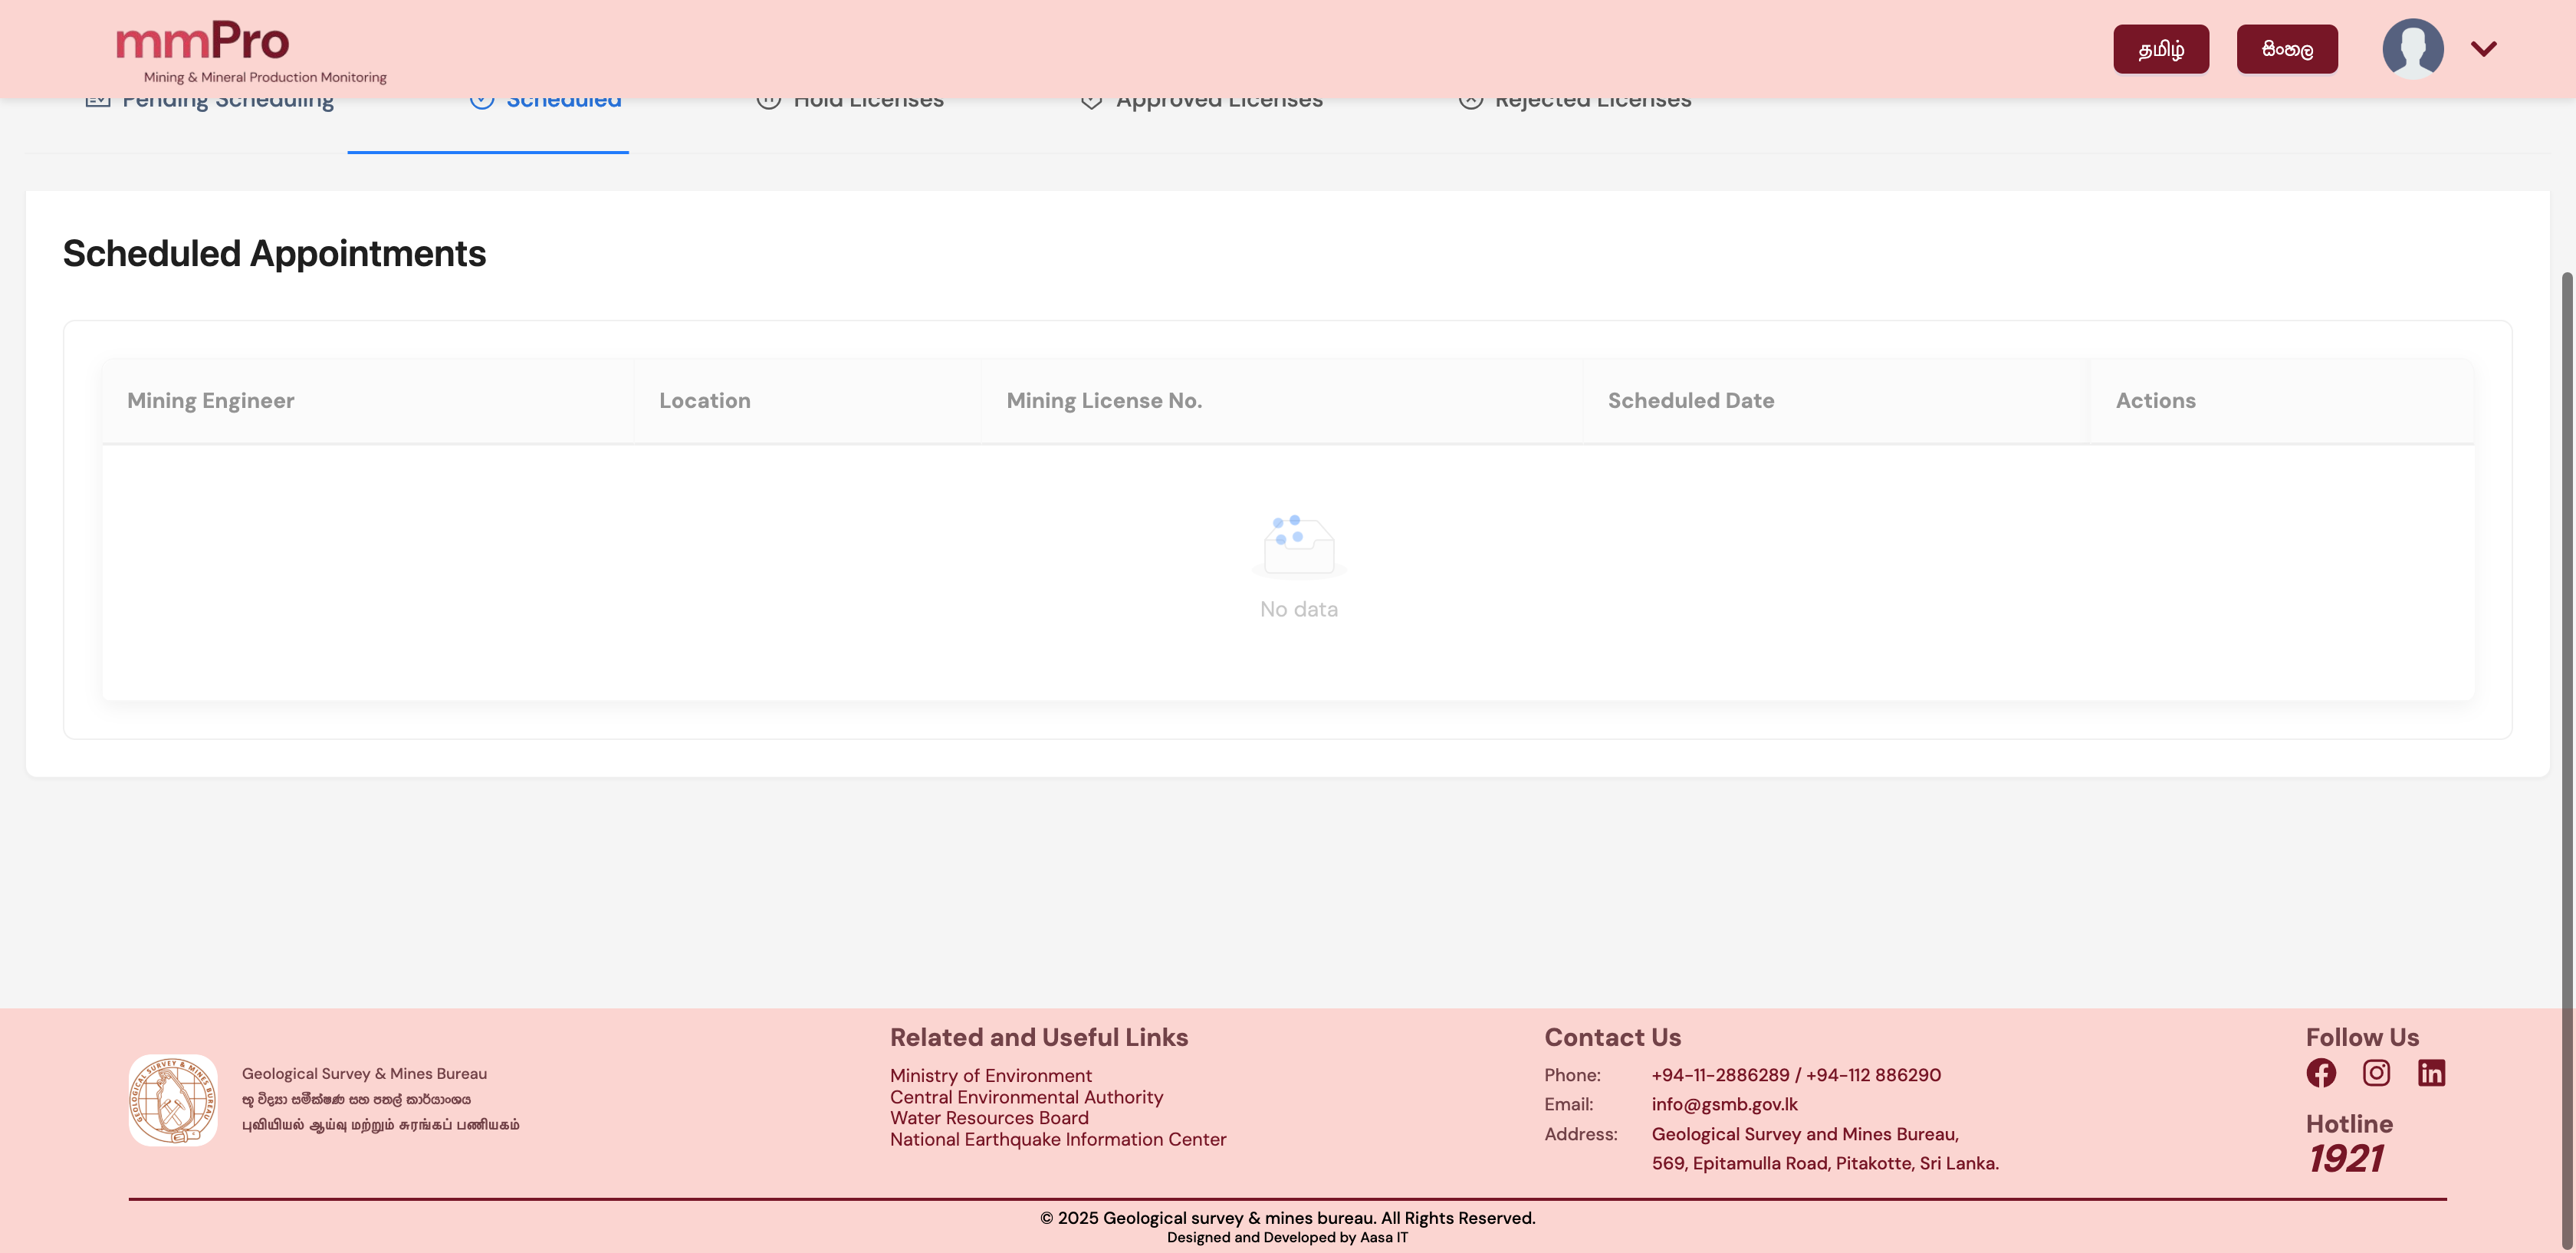 mmPro
Mining & Mineral Production Monitoring
தமிழ்
සිංහල
Pending Scheduling
Scheduled
Hold Licenses
Approved Licenses
Rejected Licenses
Scheduled Appointments
Mining Engineer
Location
Mining License No.
Scheduled Date
Actions
No data
GEOLOGICAL SURVEY & MINES BUREAU
Geological Survey & Mines Bureau
භූ විද්‍යා සමීක්ෂණ සහ පතල් කාර්යාංශය
புவியியல் ஆய்வு மற்றும் சுரங்கப் பணியகம்
Related and Useful Links
Ministry of Environment
Central Environmental Authority
Water Resources Board
National Earthquake Information Center
Contact Us
Phone: +94-11-2886289 / +94-112 886290
Email: info@gsmb.gov.lk
Address: Geological Survey and Mines Bureau,
569, Epitamulla Road, Pitakotte, Sri Lanka.
Follow Us
Hotline
1921
© 2025 Geological survey & mines bureau. All Rights Reserved.
Designed and Developed by Aasa IT